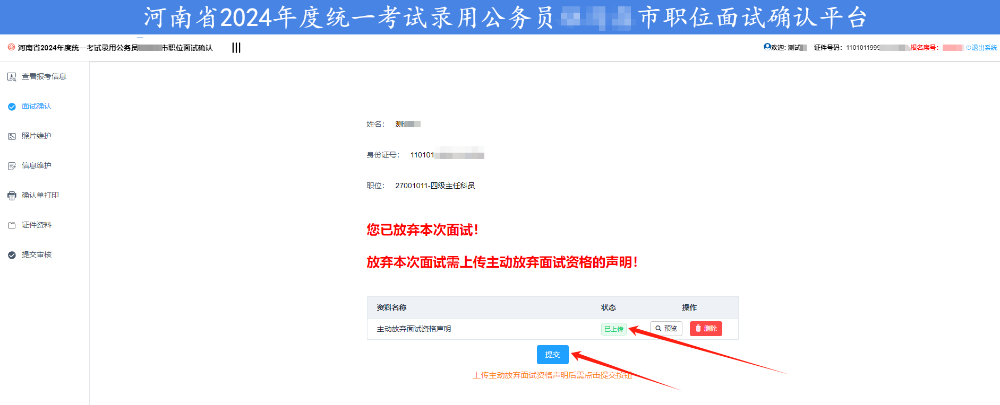 河南省2024年度统一考试录用公务员 市职位面试确认平台
河南省2024年度统一考试录用公务员 市职位面试确认
欢迎: 测试 证件号码: 1101011999 报名序号: 退出系统
查看报考信息
面试确认
照片维护
信息维护
确认单打印
证件资料
提交审核
姓名:
身份证号: 110101
职位: 27001011-四级主任科员
您已放弃本次面试!
放弃本次面试需上传主动放弃面试资格的声明!
资料名称 状态 操作
主动放弃面试资格声明 已上传 预览 删除
提交
上传主动放弃面试资格声明后需点击提交按钮